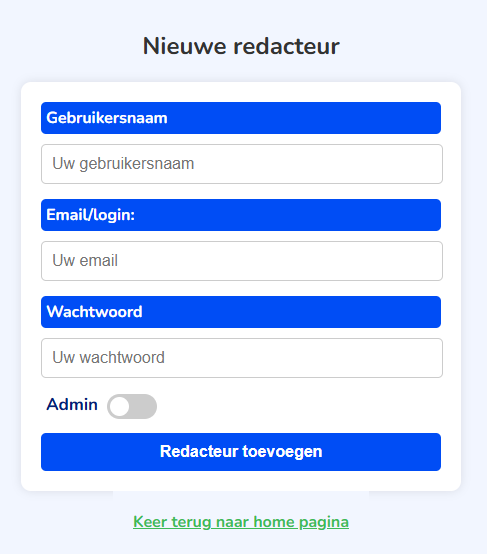 Nieuwe redacteur
Gebruikersnaam
Uw gebruikersnaam
Email/login:
Uw email
Wachtwoord
Uw wachtwoord
Admin
Redacteur toevoegen
Keer terug naar home pagina